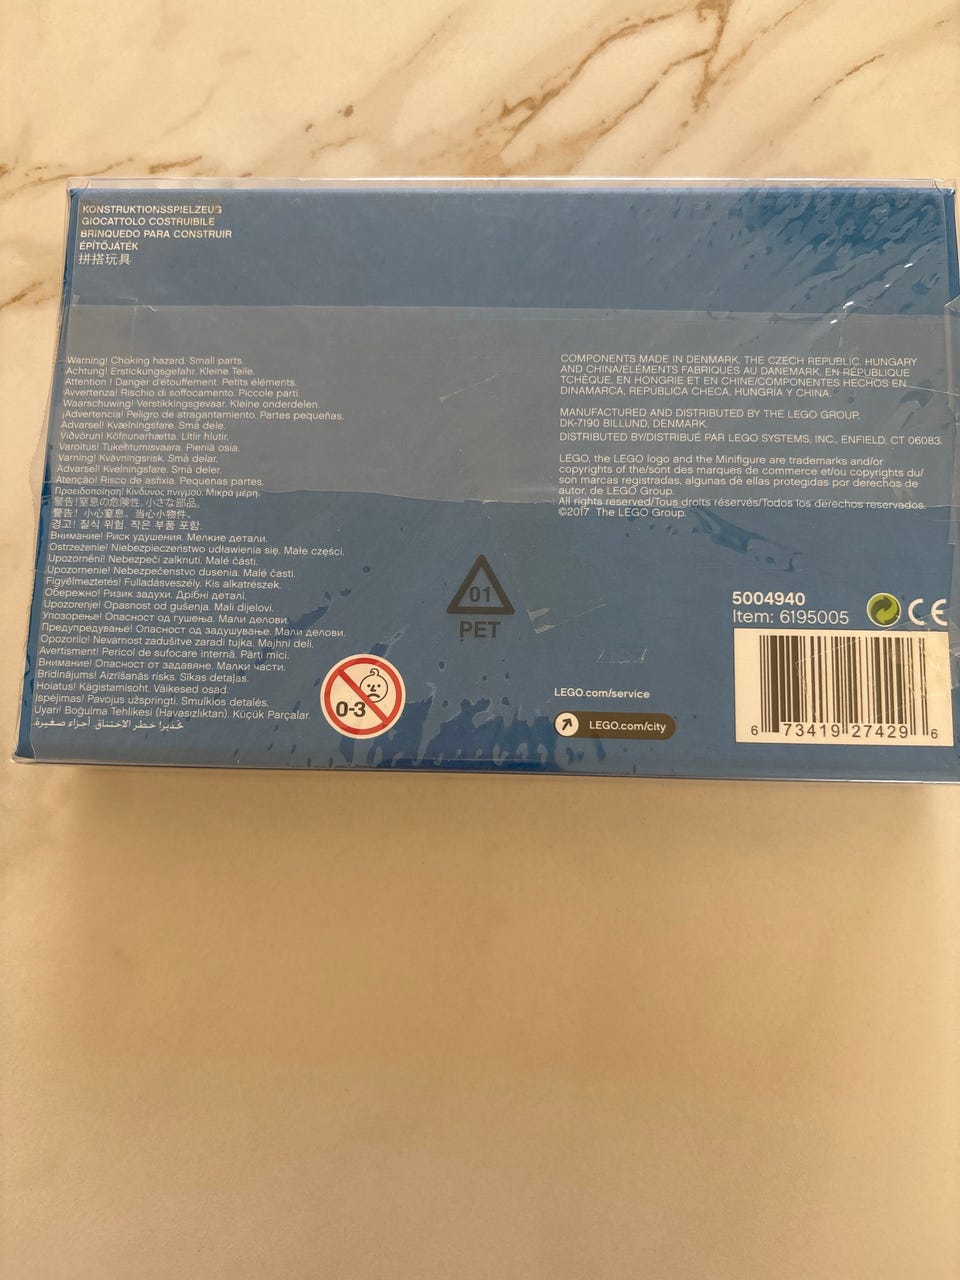 KONSTRUKTIONSSPIELZEUG
GIOCATTOLO COSTRUIBILE
BRINQUEDO PARA CONSTRUIR
ÉPÍTŐJÁTÉK
拼搭玩具
Warning! Choking hazard. Small parts.
Achtung! Erstickungsgefahr. Kleine Teile.
Attention ! Danger d'étouffement. Petits éléments.
Avvertenza! Rischio di soffocamento. Piccole parti.
Waarschuwing! Verstikkingsgevaar. Kleine onderdelen.
¡Advertencia! Peligro de atragantamiento. Partes pequeñas.
Advarsel! Kvælningsfare. Små dele.
Viðvörun! Köfnunarhætta. Litlir hlutir.
Varoitus! Tukehtumisvaara. Pieniä osia.
Varning! Kvävningsrisk. Små delar.
Advarsel! Kvelningsfare. Små deler.
Atenção! Risco de asfixia. Pequenas partes.
Προειδοποίηση! Κίνδυνος πνιγμού. Μικρά μέρη.
警告!窒息の危険性。小さな部品。
警告! 小心窒息。当心小物件。
경고! 질식 위험. 작은 부품 포함.
Внимание! Риск удушения. Мелкие детали.
Ostrzeżenie! Niebezpieczeństwo udławienia się. Małe części.
Upozornění! Nebezpečí zalknutí. Malé části.
Upozornenie! Nebezpečenstvo dusenia. Malé časti.
Figyelmeztetés! Fulladásveszély. Kis alkatrészek.
Обережно! Ризик задухи. Дрібні деталі.
Upozorenje! Opasnost od gušenja. Mali dijelovi.
Упозорење! Опасност од гушења. Мали делови.
Предупредување! Опасност од задушување. Мали делови.
Opozorilo! Nevarnost zadušitve zaradi tujka. Majhni deli.
Avertisment! Pericol de sufocare internă. Părți mici.
Внимание! Опасност от задавяне. Малки части.
Brīdinājums! Aizrīšanās risks. Sīkas detaļas.
Hoiatus! Kägistamisoht. Väikesed osad.
Įspėjimas! Pavojus užspringti. Smulkios detalės.
Uyarı! Boğulma Tehlikesi (Havasızlıktan). Küçük Parçalar.
تحذير! خطر الاختناق. أجزاء صغيرة.
0-3
01
PET
COMPONENTS MADE IN DENMARK, THE CZECH REPUBLIC, HUNGARY
AND CHINA/ÉLÉMENTS FABRIQUÉS AU DANEMARK, EN RÉPUBLIQUE
TCHÈQUE, EN HONGRIE ET EN CHINE/COMPONENTES HECHOS EN
DINAMARCA, REPÚBLICA CHECA, HUNGRÍA Y CHINA.
MANUFACTURED AND DISTRIBUTED BY THE LEGO GROUP.
DK-7190 BILLUND, DENMARK.
DISTRIBUTED BY/DISTRIBUÉ PAR LEGO SYSTEMS, INC., ENFIELD, CT 06083.
LEGO, the LEGO logo and the Minifigure are trademarks and/or
copyrights of the/sont des marques de commerce et/ou copyrights du/
son marcas registradas, algunas de ellas protegidas por derechos de
autor, de LEGO Group.
All rights reserved/Tous droits réservés/Todos los derechos reservados.
©2017 The LEGO Group.
5004940
Item: 6195005
CE
LEGO.com/service
LEGO.com/city
6 73419 27429 6